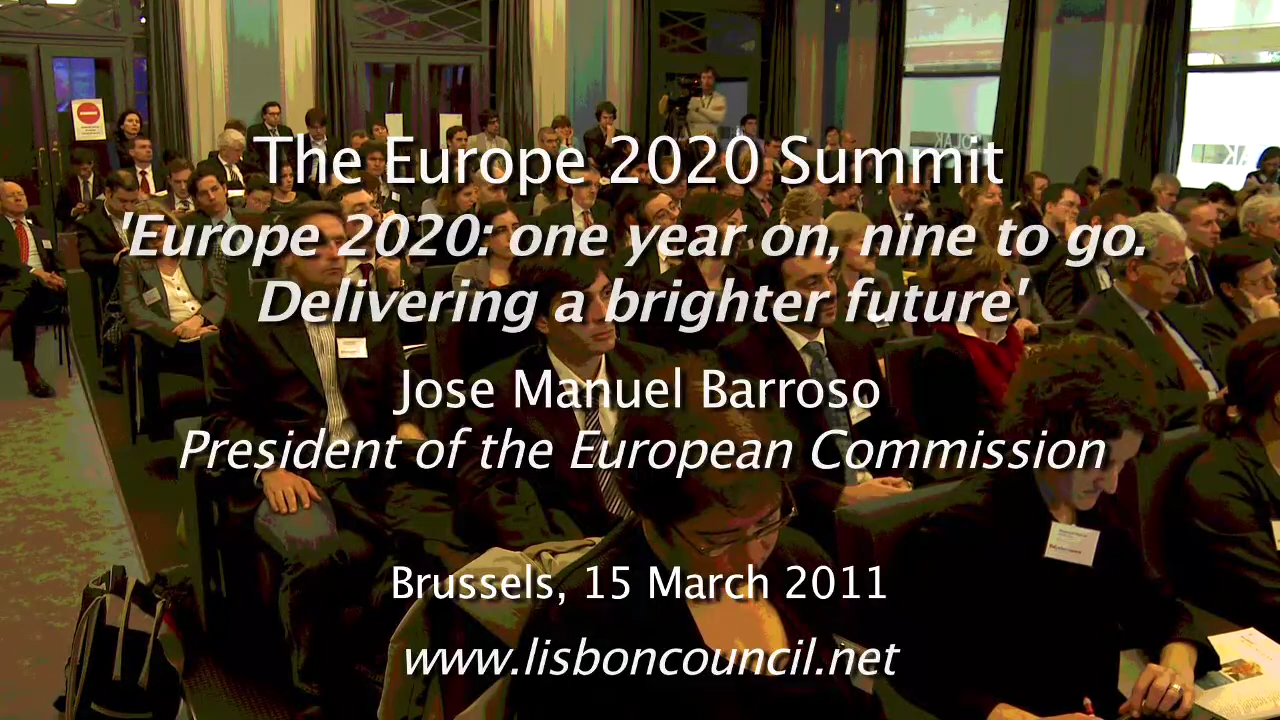 The Europe 2020 Summit
'Europe 2020: one year on, nine to go.
Delivering a brighter future'
Jose Manuel Barroso
President of the European Commission
Brussels, 15 March 2011
www.lisboncouncil.net